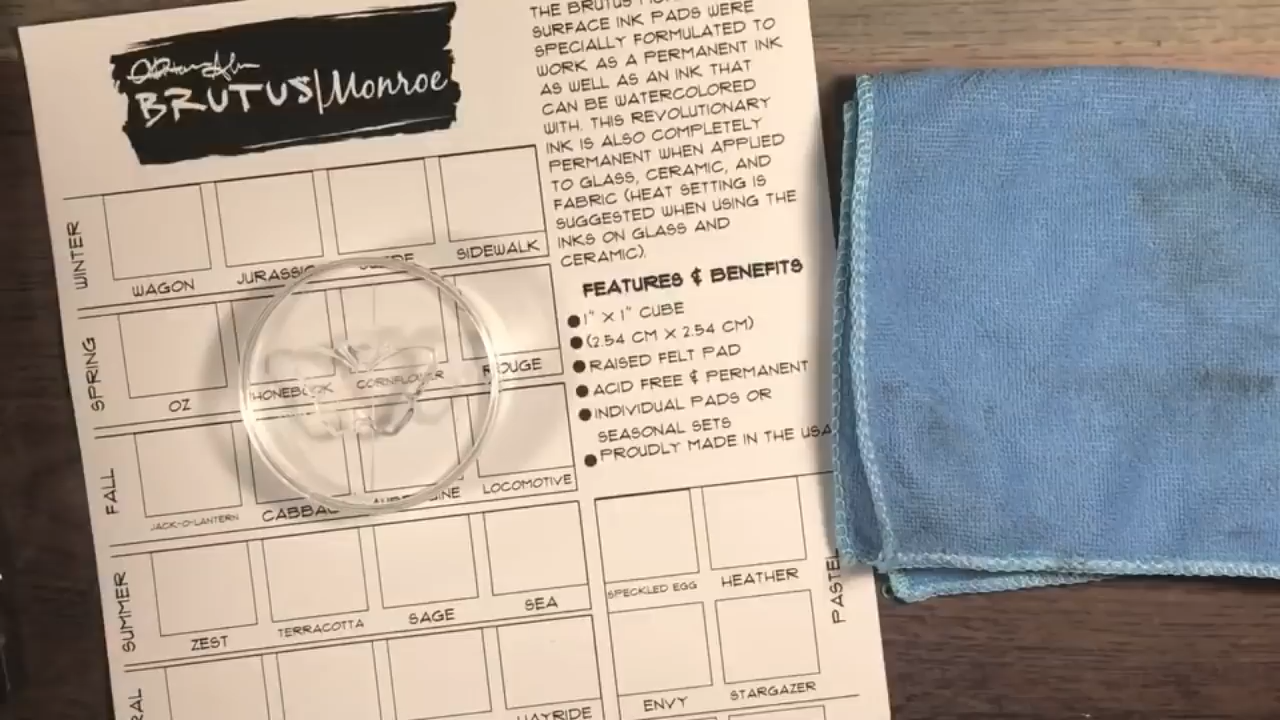 BRUTUS|Monroe
THE BRUTUS
SURFACE INK PADS WERE
SPECIALLY FORMULATED TO
WORK AS A PERMANENT INK
AS WELL AS AN INK THAT
CAN BE WATERCOLORED
WITH. THIS REVOLUTIONARY
INK IS ALSO COMPLETELY
PERMANENT WHEN APPLIED
TO GLASS, CERAMIC, AND
FABRIC (HEAT SETTING IS
SUGGESTED WHEN USING THE
INKS ON GLASS AND
CERAMIC).
FEATURES & BENEFITS
●1" X 1" CUBE
●(2.54 CM X 2.54 CM)
●RAISED FELT PAD
●ACID FREE & PERMANENT
●INDIVIDUAL PADS OR
SEASONAL SETS
●PROUDLY MADE IN THE USA
WINTER
WAGON JURASSIC SIDEWALK
SPRING
OZ CORNFLOWER ROUGE
FALL
JACK-O-LANTERN LOCOMOTIVE
SUMMER
ZEST TERRACOTTA SAGE SEA
HAYRIDE
SPECKLED EGG HEATHER
PASTEL
ENVY STARGAZER